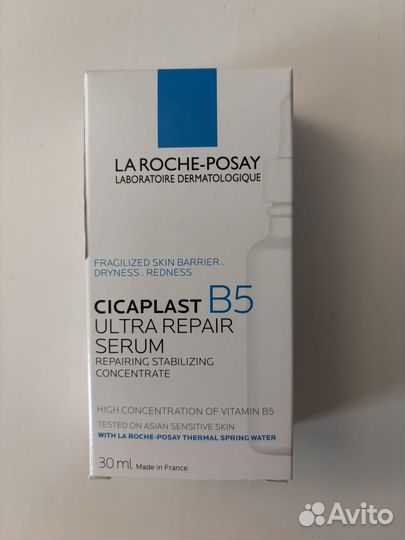 LA ROCHE-POSAY
LABORATOIRE DERMATOLOGIQUE
FRAGILIZED SKIN BARRIER .
DRYNESS . REDNESS
CICAPLAST B5
ULTRA REPAIR
SERUM
REPAIRING STABILIZING
CONCENTRATE
HIGH CONCENTRATION OF VITAMIN B5
TESTED ON ASIAN SENSITIVE SKIN
WITH LA ROCHE-POSAY THERMAL SPRING WATER
30 ml Made in France
Avito